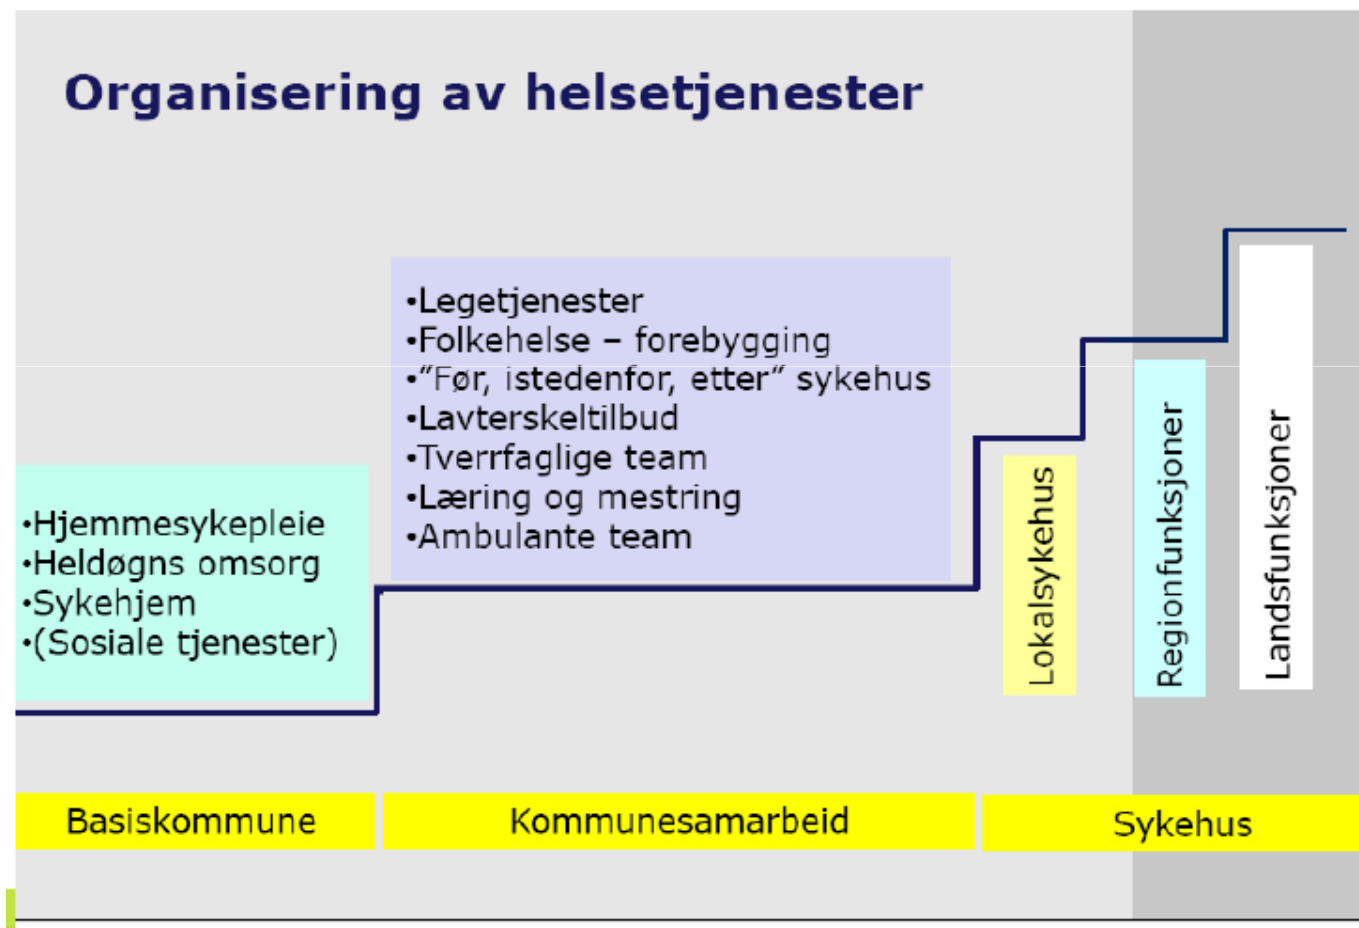 Organisering av helsetjenester
•Hjemmesykepleie
•Heldøgns omsorg
•Sykehjem
•(Sosiale tjenester)
•Legetjenester
•Folkehelse – forebygging
•"Før, istedenfor, etter" sykehus
•Lavterskeltilbud
•Tverrfaglige team
•Læring og mestring
•Ambulante team
Lokalsykehus
Regionfunksjoner
Landsfunksjoner
Basiskommune
Kommunesamarbeid
Sykehus